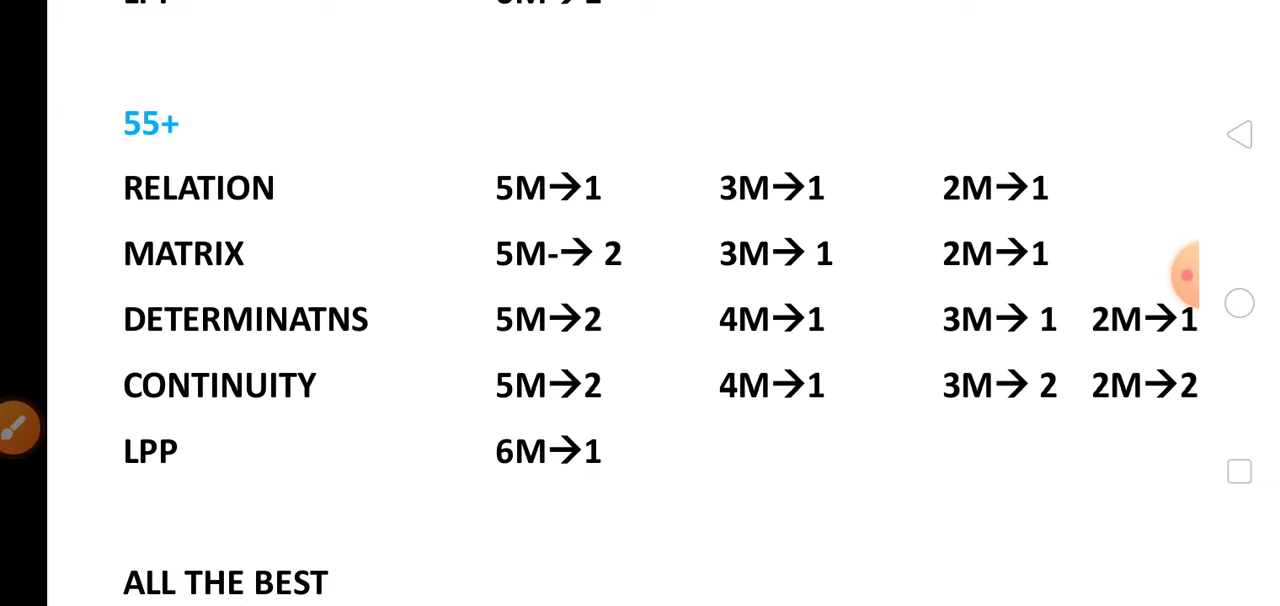 55+
RELATION 5M→1 3M→1 2M→1
MATRIX 5M-→ 2 3M→ 1 2M→1
DETERMINATNS 5M→2 4M→1 3M→ 1 2M→1
CONTINUITY 5M→2 4M→1 3M→ 2 2M→2
LPP 6M→1
ALL THE BEST